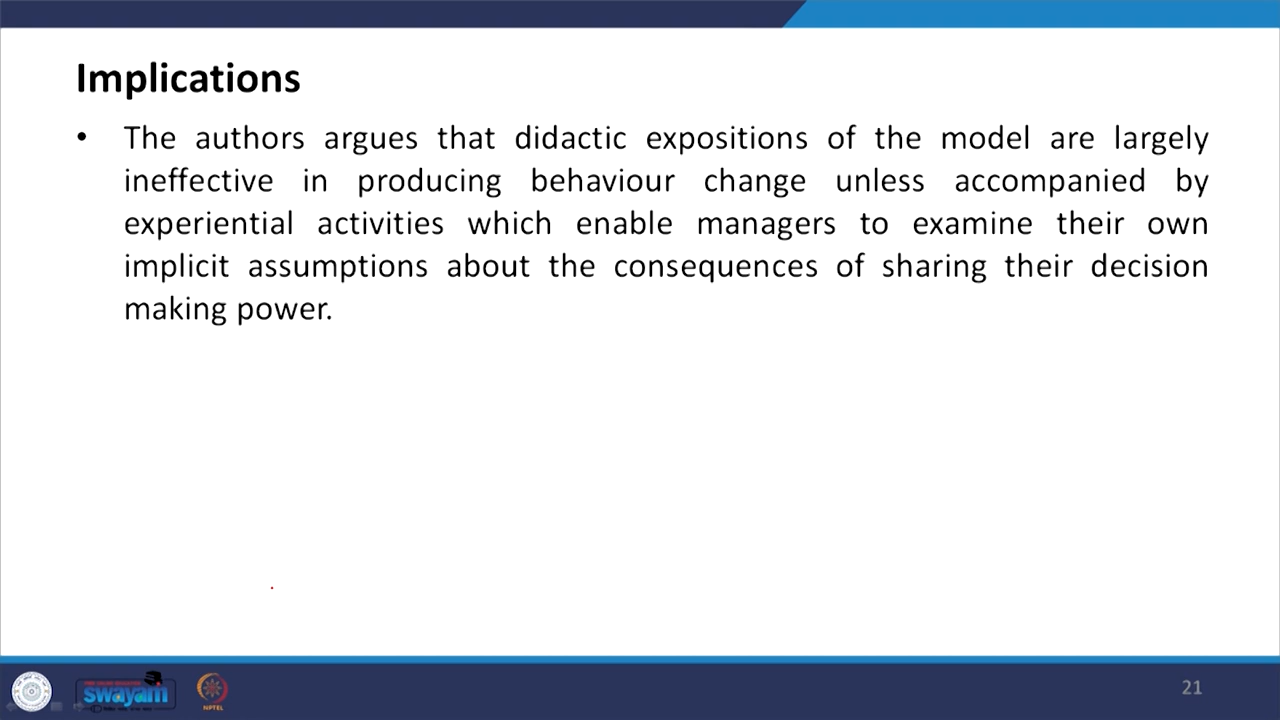 Implications
• The authors argues that didactic expositions of the model are largely
ineffective in producing behaviour change unless accompanied by
experiential activities which enable managers to examine their own
implicit assumptions about the consequences of sharing their decision
making power.
swayam
NPTEL
21